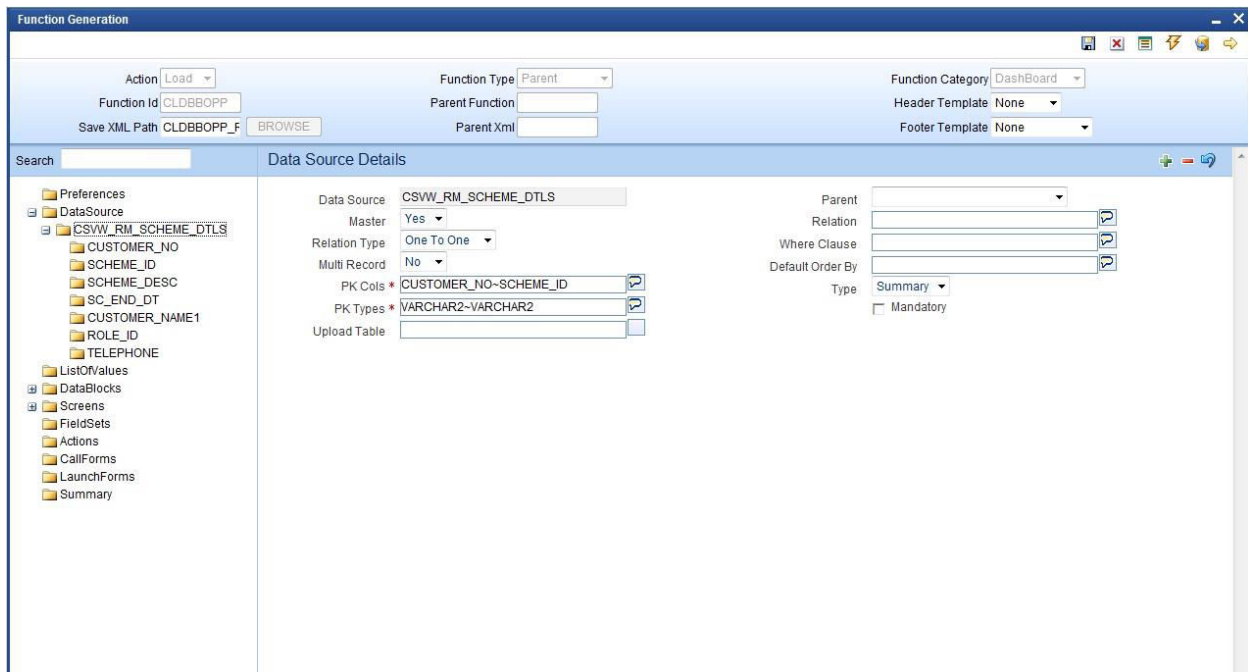 Function Generation
Action Load Function Type Parent Function Category DashBoard
Function Id CLDBBOPP Parent Function Header Template None
Save XML Path CLDBBOPP_F BROWSE Parent Xml Footer Template None
Search Data Source Details
Preferences
DataSource
CSVW_RM_SCHEME_DTLS
CUSTOMER_NO
SCHEME_ID
SCHEME_DESC
SC_END_DT
CUSTOMER_NAME1
ROLE_ID
TELEPHONE
ListOfValues
DataBlocks
Screens
FieldSets
Actions
CallForms
LaunchForms
Summary
Data Source CSVW_RM_SCHEME_DTLS
Master Yes
Relation Type One To One
Multi Record No
PK Cols * CUSTOMER_NO~SCHEME_ID
PK Types * VARCHAR2~VARCHAR2
Upload Table
Parent
Relation
Where Clause
Default Order By
Type Summary
Mandatory